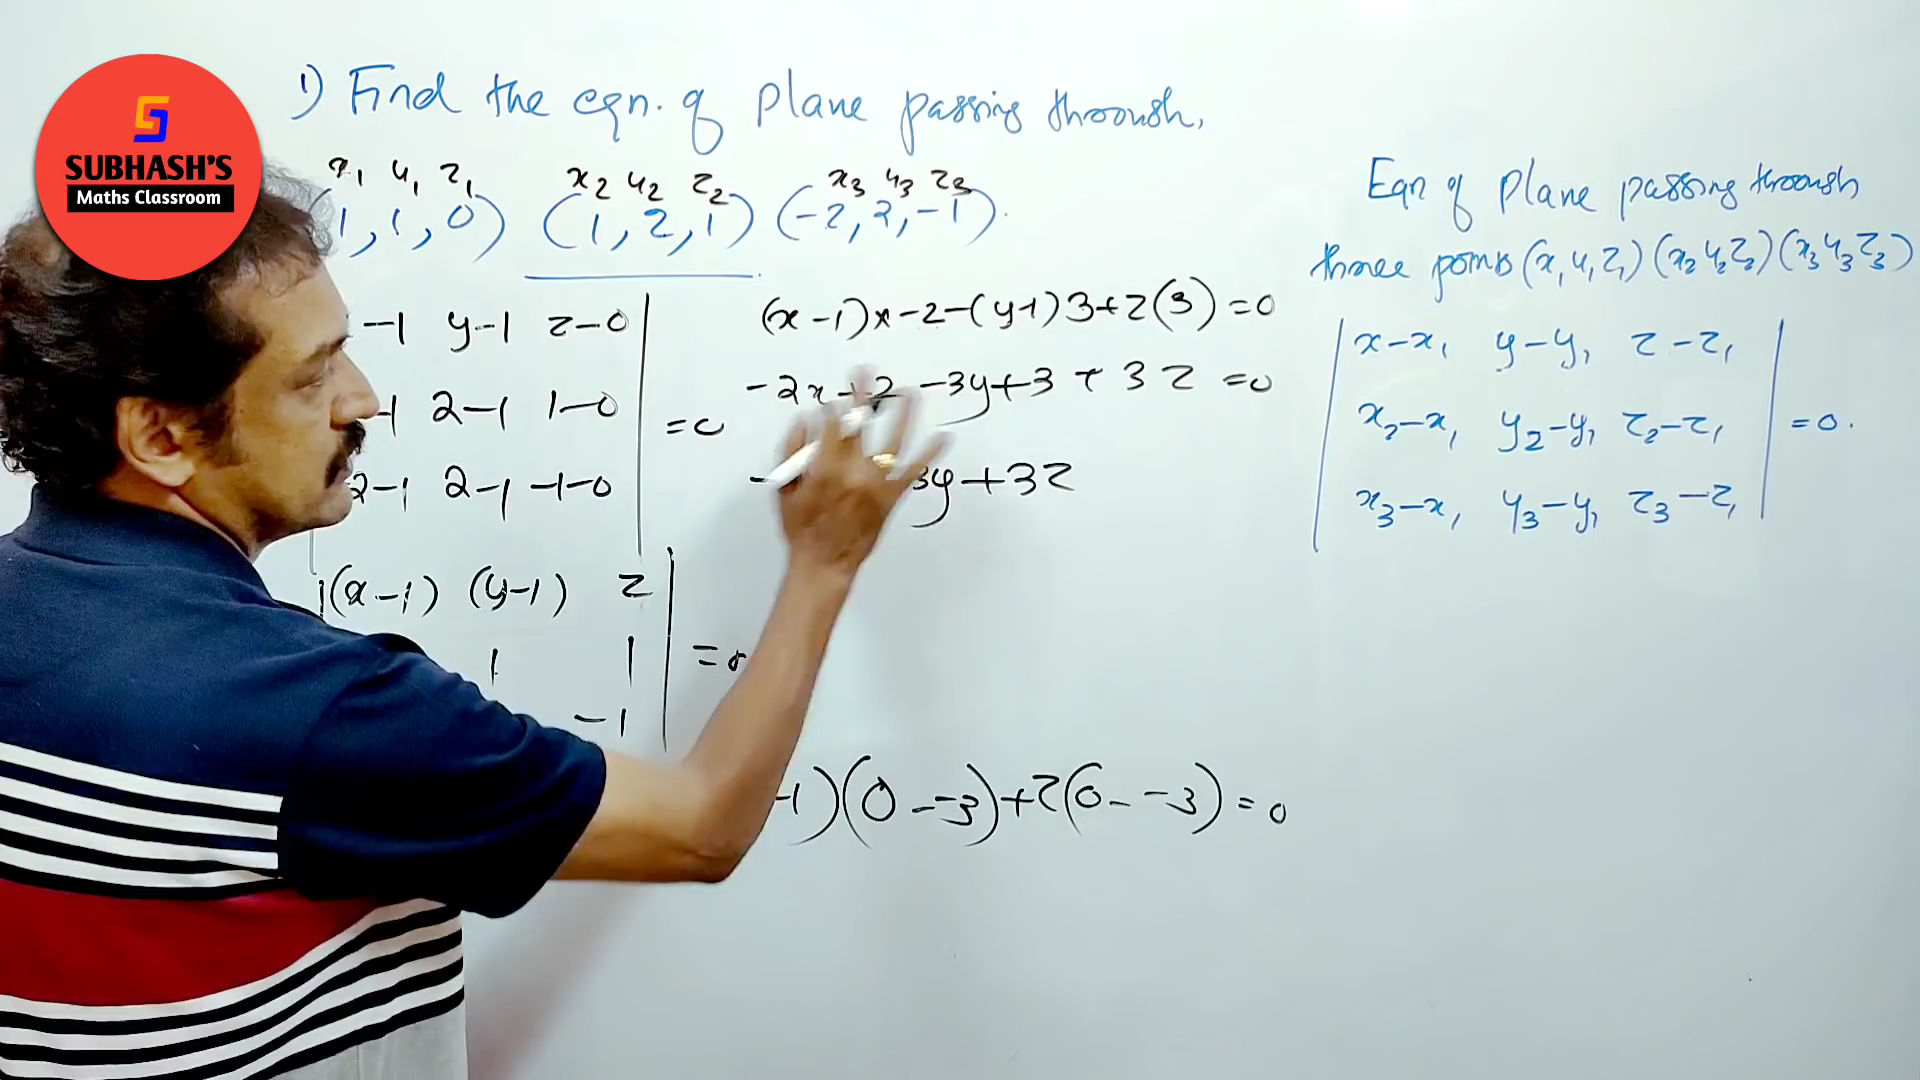 SUBHASH'S
Maths Classroom
1) Find the eqn. of plane passing through,
x₁ y₁ z₁ x₂ y₂ z₂ x₃ y₃ z₃
1, 1, 0) (1, 2, 1) (-2, 2, -1).
-1 y-1 z-0
-1 2-1 1-0 =0
2-1 2-1 -1-0
(x-1) (y-1) z
1 1 =0
-1
(x-1)x-2-(y-1)3+z(3)=0
-2x+2-3y+3+3z=0
3y+3z
-1)(0--3)+z(0--3)=0
Eqn of plane passing through
three points (x₁ y₁ z₁) (x₂ y₂ z₂) (x₃ y₃ z₃)
x-x₁ y-y₁ z-z₁
x₂-x₁ y₂-y₁ z₂-z₁ =0.
x₃-x₁ y₃-y₁ z₃-z₁